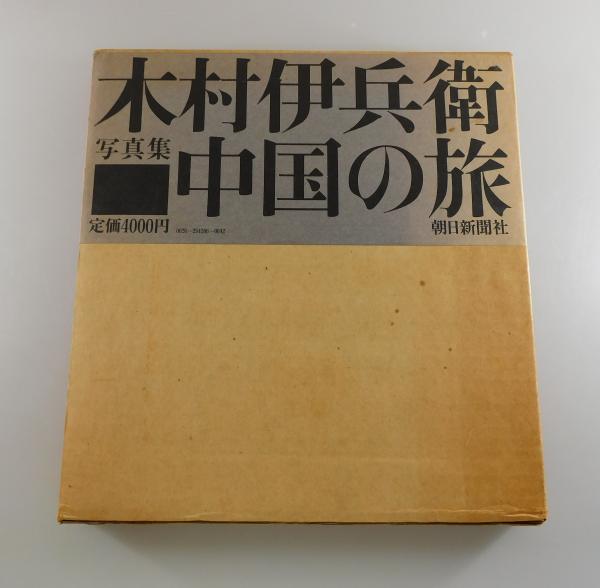 木村伊兵衛
写真集
中国の旅
定価4000円
朝日新聞社